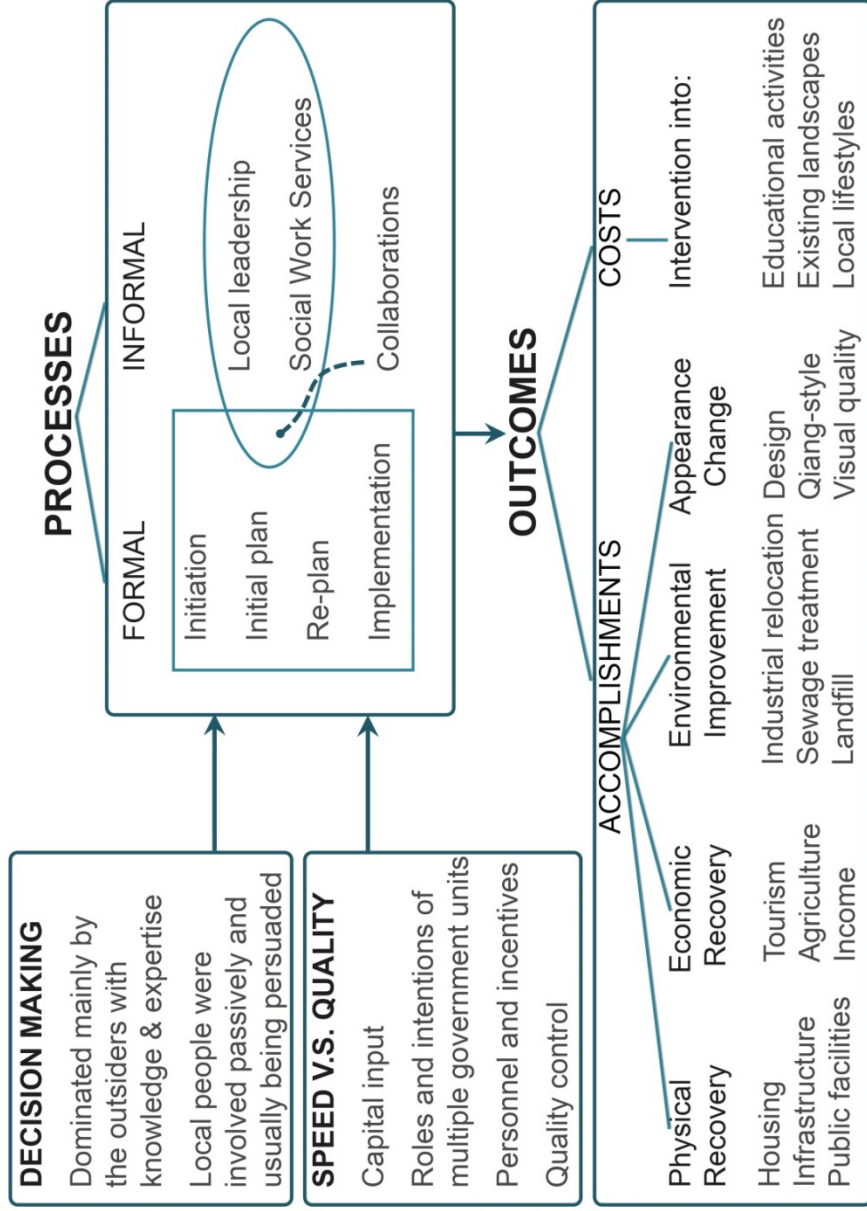 DECISION MAKING
Dominated mainly by
the outsiders with
knowledge & expertise
Local people were
involved passively and
usually being persuaded
SPEED V.S. QUALITY
Capital input
Roles and intentions of
multiple government units
Personnel and incentives
Quality control
PROCESSES
FORMAL
INFORMAL
Initiation
Initial plan
Re-plan
Implementation
Local leadership
Social Work Services
Collaborations
OUTCOMES
ACCOMPLISHMENTS
COSTS
Physical
Recovery
Housing
Infrastructure
Public facilities
Economic
Recovery
Tourism
Agriculture
Income
Environmental
Improvement
Industrial relocation
Sewage treatment
Landfill
Appearance
Change
Design
Qiang-style
Visual quality
Intervention into:
Educational activities
Existing landscapes
Local lifestyles